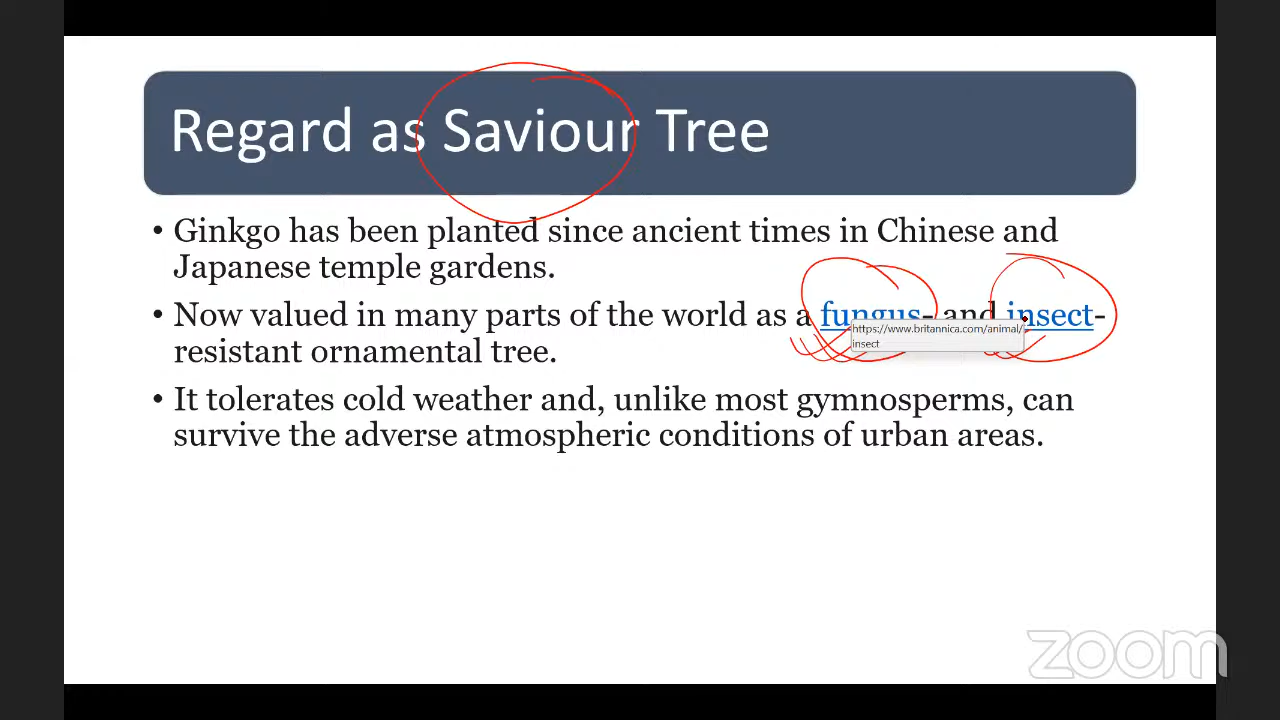 Regard as Saviour Tree
• Ginkgo has been planted since ancient times in Chinese and
Japanese temple gardens.
• Now valued in many parts of the world as a fungus- and insect-
resistant ornamental tree.
https://www.britannica.com/animal/
insect
• It tolerates cold weather and, unlike most gymnosperms, can
survive the adverse atmospheric conditions of urban areas.
zoom